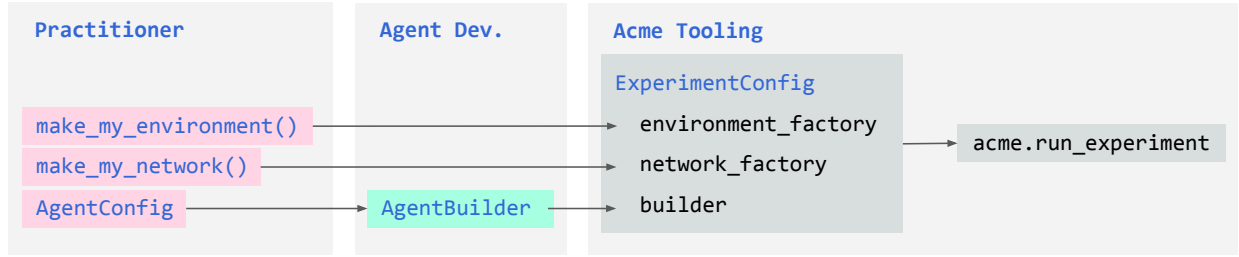 Practitioner
Agent Dev.
Acme Tooling
ExperimentConfig
make_my_environment()
environment_factory
make_my_network()
network_factory
AgentConfig
AgentBuilder
builder
acme.run_experiment